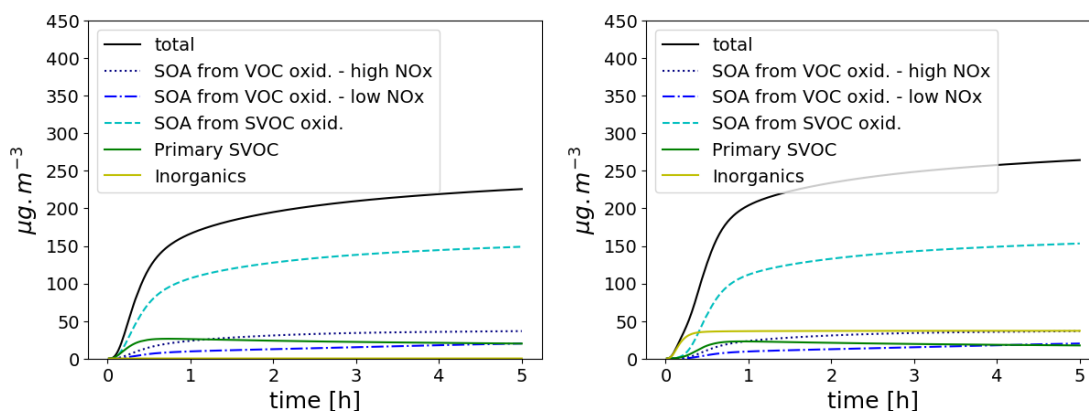 450
400
350
300
250
200
150
100
50
0
μg.m⁻³
total
SOA from VOC oxid. - high NOx
SOA from VOC oxid. - low NOx
SOA from SVOC oxid.
Primary SVOC
Inorganics
0 1 2 3 4 5
time [h]
450
400
350
300
250
200
150
100
50
0
μg.m⁻³
total
SOA from VOC oxid. - high NOx
SOA from VOC oxid. - low NOx
SOA from SVOC oxid.
Primary SVOC
Inorganics
0 1 2 3 4 5
time [h]